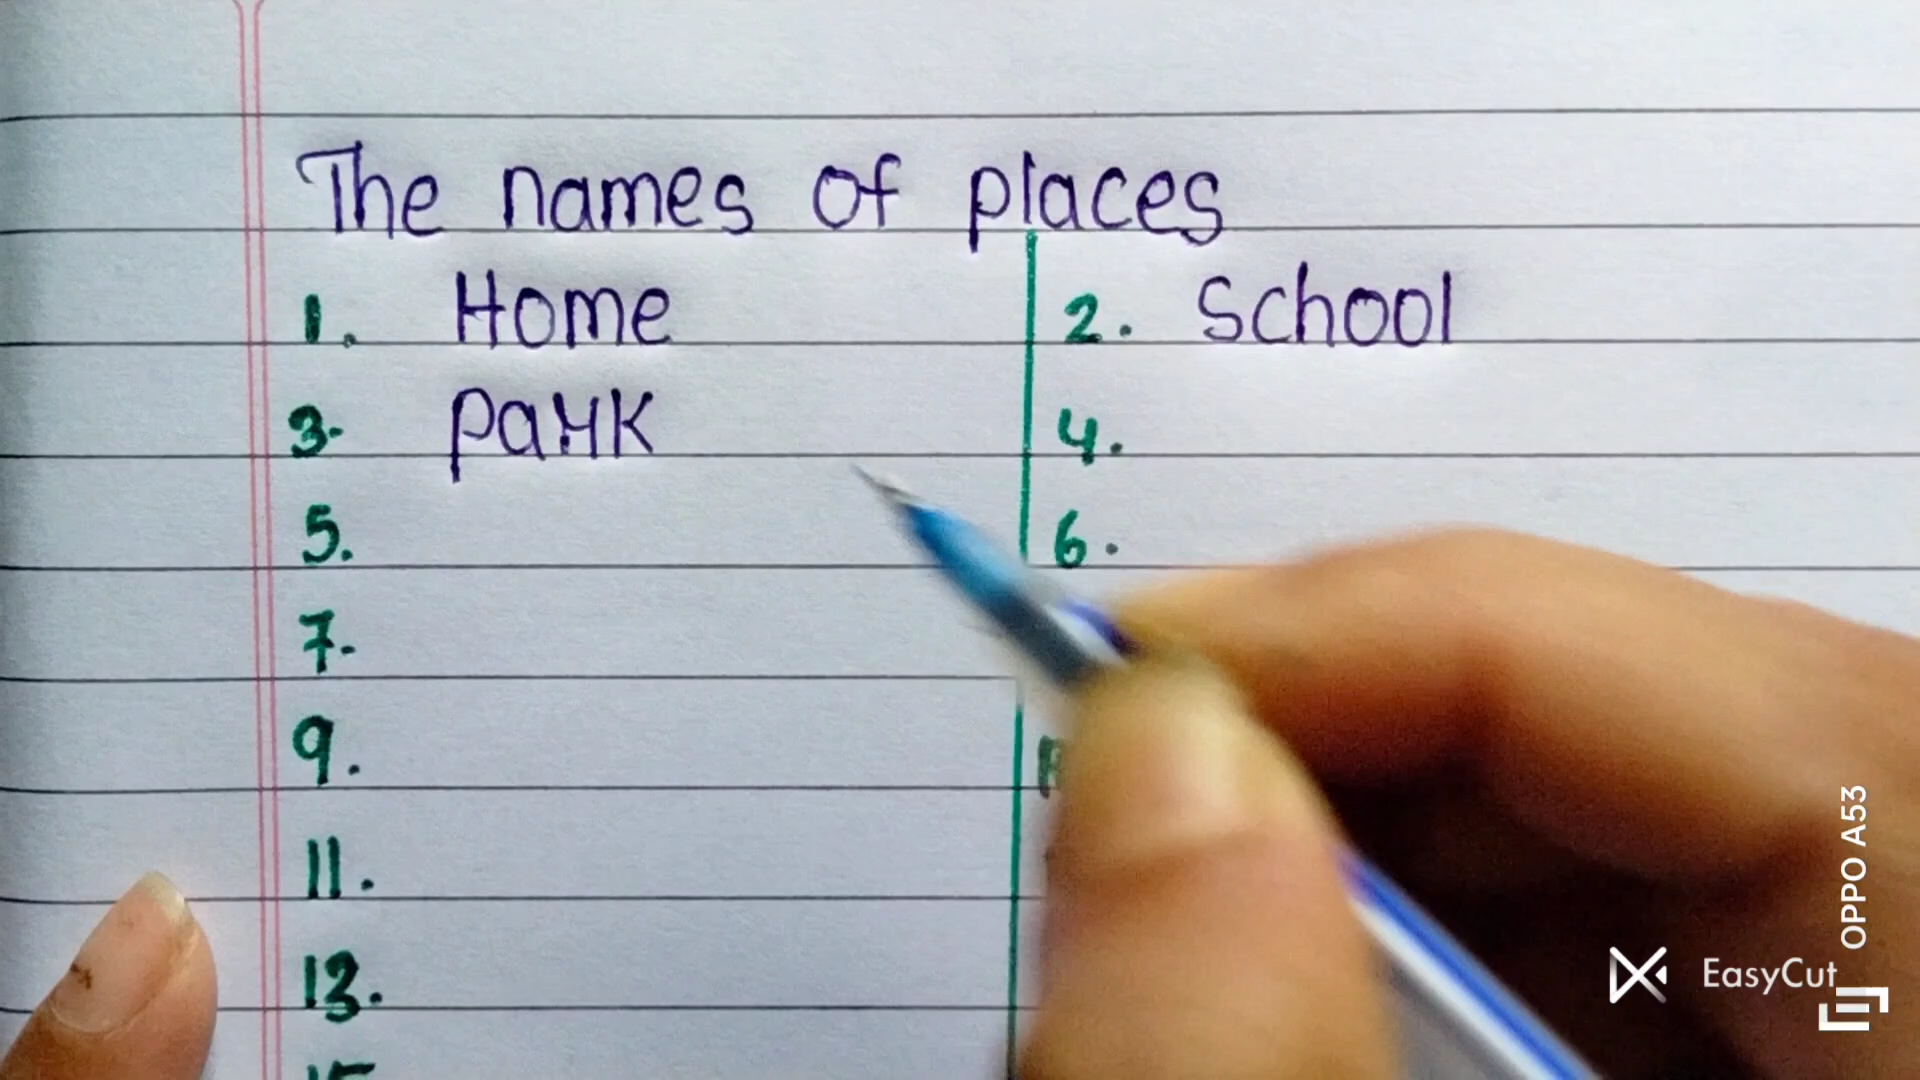 The names of places
1. Home 2. School
3. Park 4.
5. 6.
7.
9.
11.
13.
15
OPPO A53
EasyCut